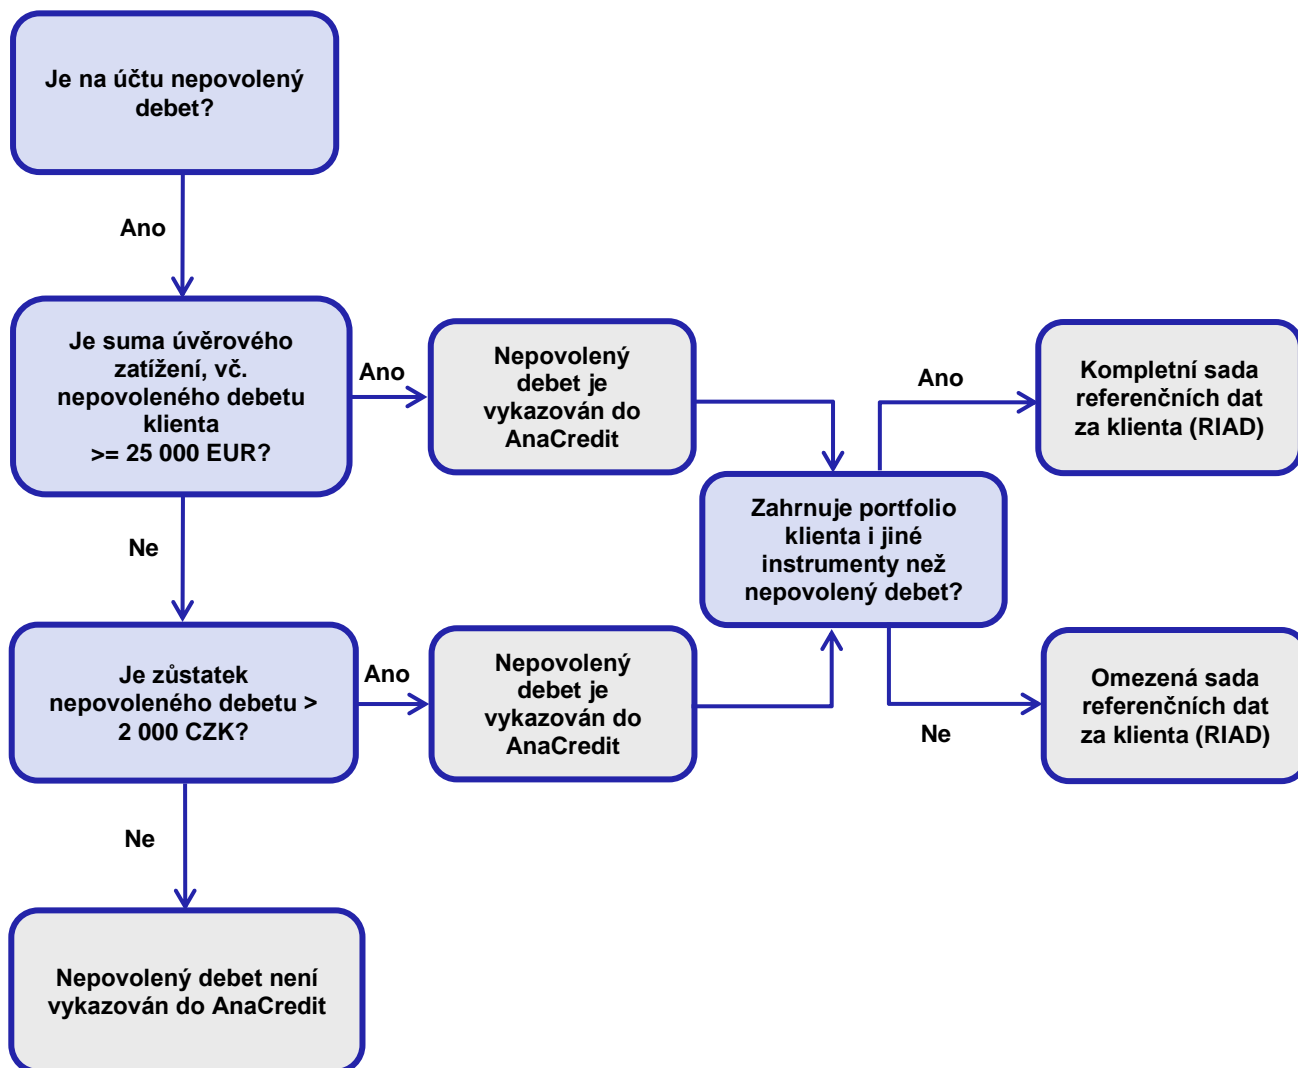 Je na účtu nepovolený
debet?
Ano
Je suma úvěrového
zatížení, vč.
nepovoleného debetu
klienta
>= 25 000 EUR?
Ano
Nepovolený
debet je
vykazován do
AnaCredit
Ano
Kompletní sada
referenčních dat
za klienta (RIAD)
Zahrnuje portfolio
klienta i jiné
instrumenty než
nepovolený debet?
Ne
Je zůstatek
nepovoleného debetu >
2 000 CZK?
Ano
Nepovolený
debet je
vykazován do
AnaCredit
Ne
Omezená sada
referenčních dat
za klienta (RIAD)
Ne
Nepovolený debet není
vykazován do AnaCredit